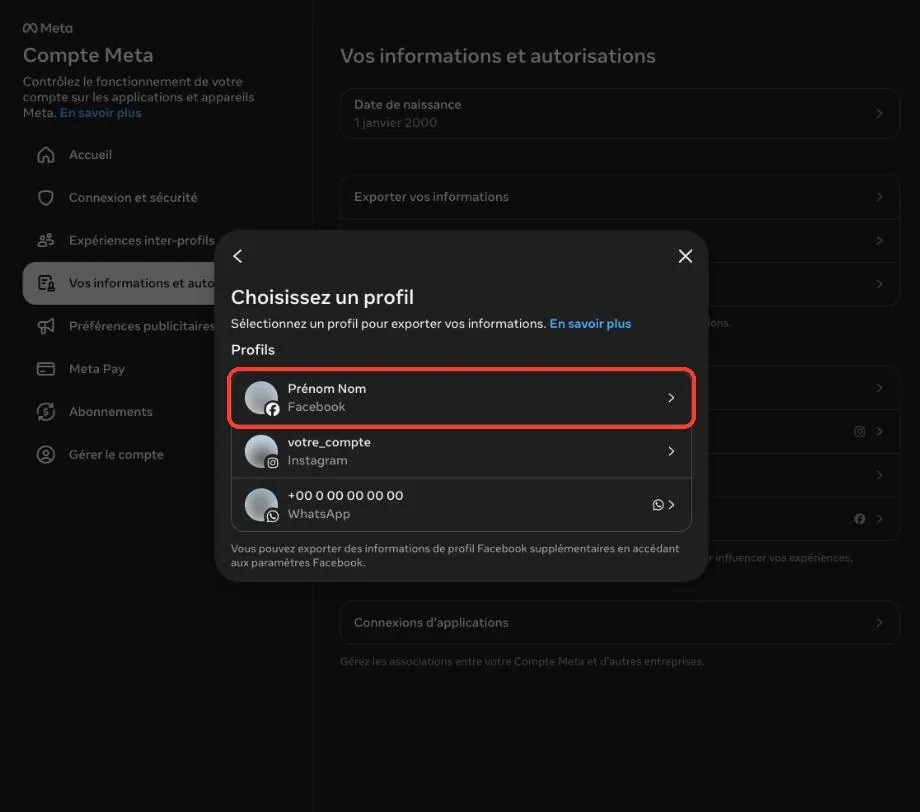 Meta
Compte Meta
Contrôlez le fonctionnement de votre
compte sur les applications et appareils
Meta. En savoir plus
Accueil
Connexion et sécurité
Expériences inter-profils
Vos informations et auto
Préférences publicitaires
Meta Pay
Abonnements
Gérer le compte
Vos informations et autorisations
Date de naissance
1 janvier 2000
Exporter vos informations
Choisissez un profil
Sélectionnez un profil pour exporter vos informations. En savoir plus
Profils
Prénom Nom
Facebook
votre_compte
Instagram
+00 0 00 00 00 00
WhatsApp
Vous pouvez exporter des informations de profil Facebook supplémentaires en accédant
aux paramètres Facebook.
ions.
r influencer vos expériences.
Connexions d'applications
Gérez les associations entre votre Compte Meta et d'autres entreprises.